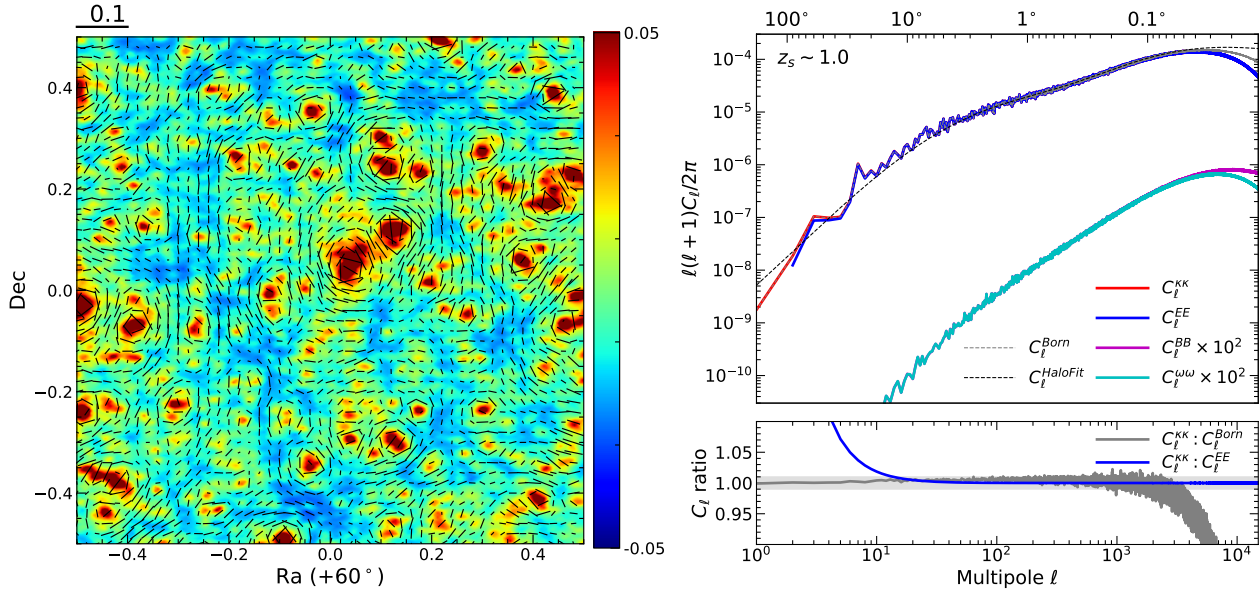 0.1
0.4
0.2
0.0
−0.2
−0.4
Dec
−0.4
−0.2
0.0
0.2
0.4
Ra (+60°)
0.05
-0.05
100°
10°
1°
0.1°
z_s ~ 1.0
10^{-4}
10^{-5}
10^{-6}
10^{-7}
10^{-8}
10^{-9}
10^{-10}
ℓ(ℓ + 1)C_ℓ/2π
C_ℓ^{Born}
C_ℓ^{HaloFit}
C_ℓ^{κκ}
C_ℓ^{EE}
C_ℓ^{BB} × 10^2
C_ℓ^{ωω} × 10^2
1.05
1.00
0.95
C_ℓ ratio
C_ℓ^{κκ} : C_ℓ^{Born}
C_ℓ^{κκ} : C_ℓ^{EE}
10^0
10^1
10^2
10^3
10^4
Multipole ℓ